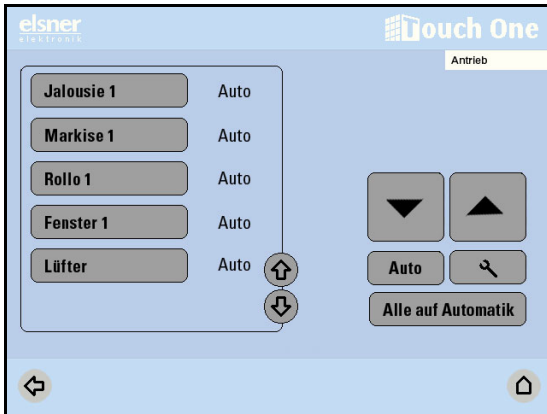 elsner
elektronik
Touch One
Antrieb
Jalousie 1 Auto
Markise 1 Auto
Rollo 1 Auto
Fenster 1 Auto
Lüfter Auto
Auto
Alle auf Automatik